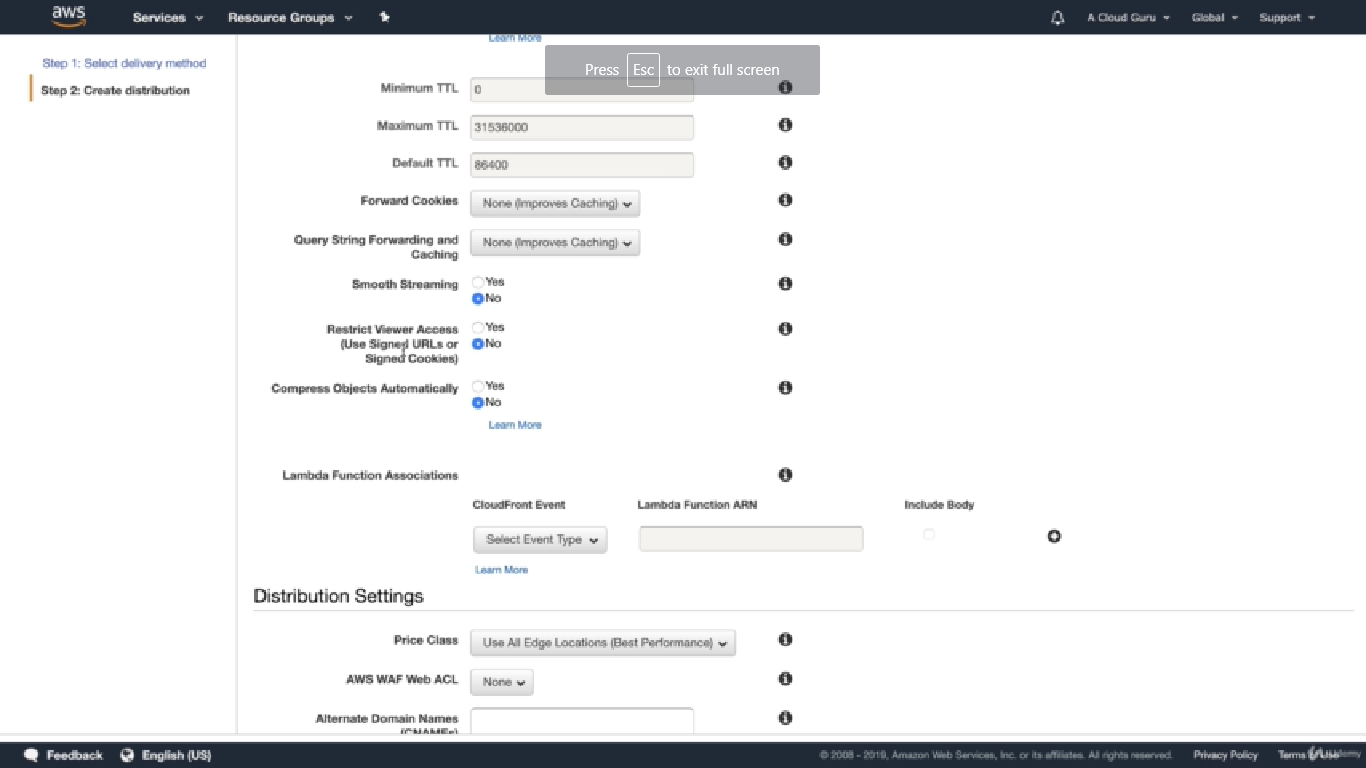 aws
Services
Resource Groups
A Cloud Guru
Global
Support
Learn More
Press Esc to exit full screen
Step 1: Select delivery method
Step 2: Create distribution
Minimum TTL
0
Maximum TTL
31536000
Default TTL
86400
Forward Cookies
None (Improves Caching)
Query String Forwarding and
Caching
None (Improves Caching)
Smooth Streaming
Yes
No
Restrict Viewer Access
(Use Signed URLs or
Signed Cookies)
Yes
No
Compress Objects Automatically
Yes
No
Learn More
Lambda Function Associations
CloudFront Event
Lambda Function ARN
Include Body
Select Event Type
Learn More
Distribution Settings
Price Class
Use All Edge Locations (Best Performance)
AWS WAF Web ACL
None
Alternate Domain Names
(CNAMEs)
Feedback
English (US)
© 2008 - 2019, Amazon Web Services, Inc. or its affiliates. All rights reserved.
Privacy Policy
Terms